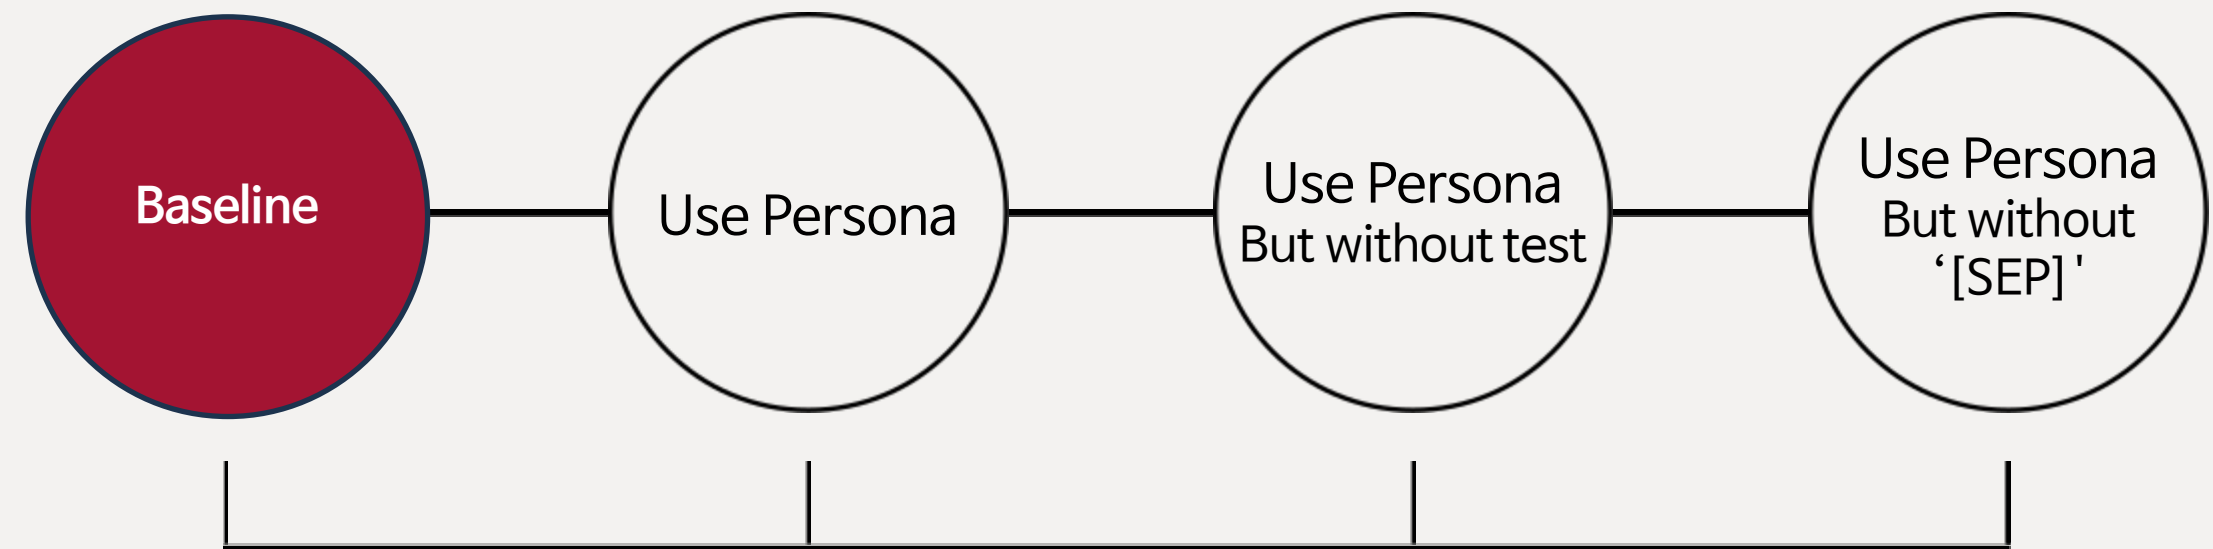 Baseline
Use Persona
Use Persona
But without test
Use Persona
But without
‘[SEP]'